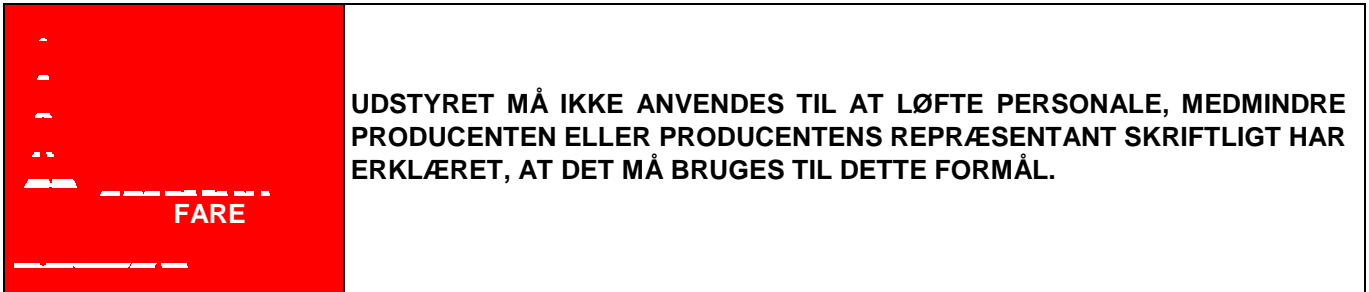 FARE
UDSTYRET MÅ IKKE ANVENDES TIL AT LØFTE PERSONALE, MEDMINDRE
PRODUCENTEN ELLER PRODUCENTENS REPRÆSENTANT SKRIFTLIGT HAR
ERKLÆRET, AT DET MÅ BRUGES TIL DETTE FORMÅL.